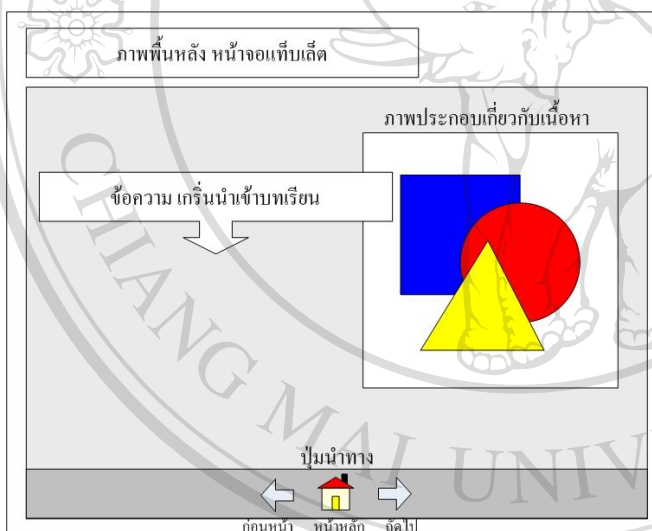 ภาพพื้นหลัง หน้าจอแท็บเล็ต
ภาพประกอบเกี่ยวกับเนื้อหา
ข้อความ เกริ่นนำเข้าบทเรียน
ปุ่มนำทาง
ก่อนหน้า หน้าหลัก ถัดไป
CHIANG MAI UNIV